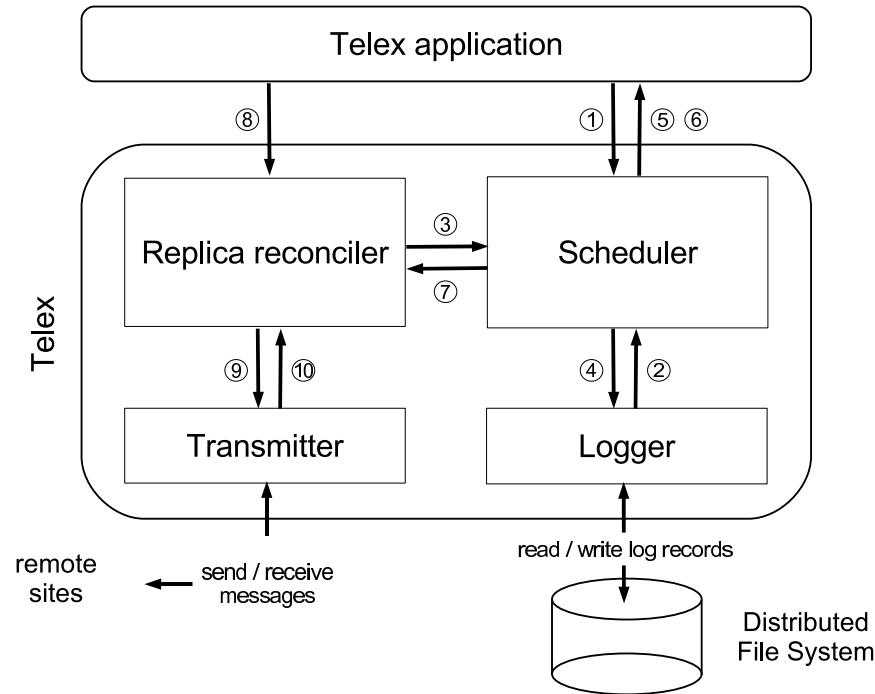 Telex application
⑧
①
⑤ ⑥
Replica reconciler
③
Scheduler
⑦
Telex
⑨
⑩
④
②
Transmitter
Logger
read / write log records
remote
sites
send / receive
messages
Distributed
File System